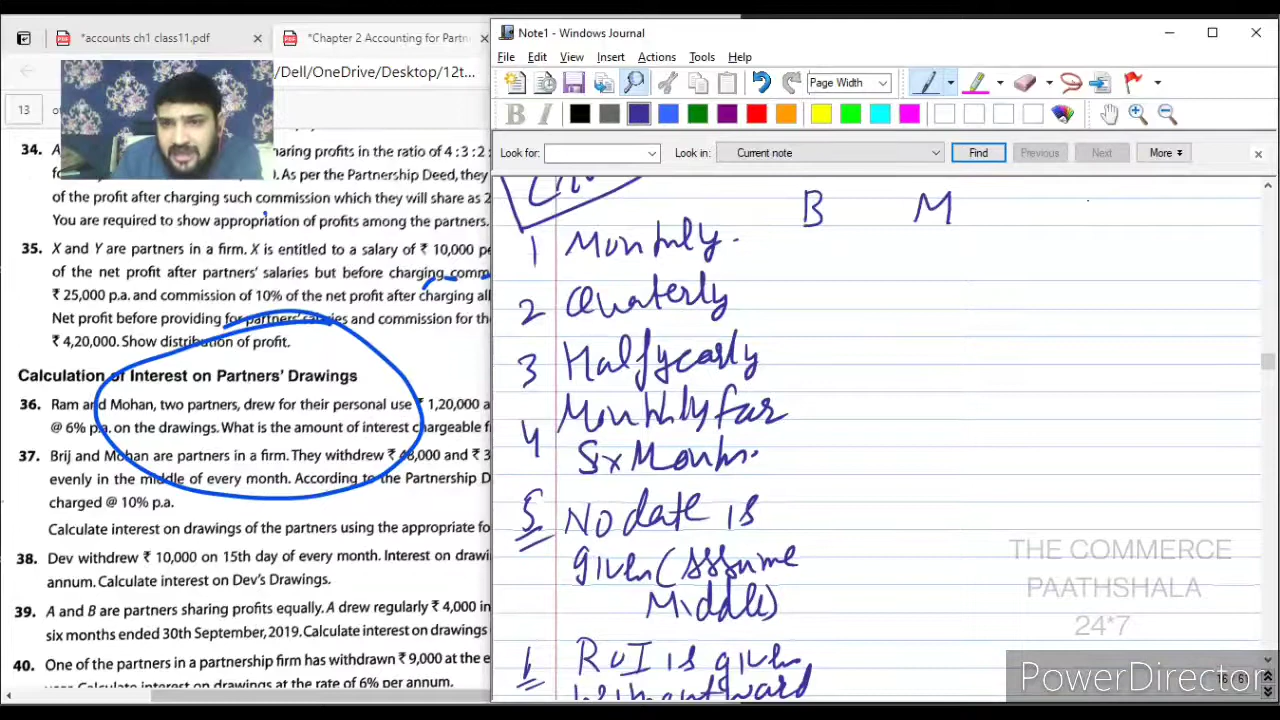 *accounts ch1 class11.pdf
*Chapter 2 Accounting for Partn
/Dell/OneDrive/Desktop/12t...
13
34.
haring profits in the ratio of 4:3:2:
. As per the Partnership Deed, they
of the profit after charging such commission which they will share as 2
You are required to show appropriation of profits among the partners.
35. X and Y are partners in a firm. X is entitled to a salary of ₹ 10,000 pe
of the net profit after partners' salaries but before charging comm
₹ 25,000 p.a. and commission of 10% of the net profit after charging all
Net profit before providing for partners' salaries and commission for the
₹ 4,20,000. Show distribution of profit.
Calculation of Interest on Partners' Drawings
36. Ram and Mohan, two partners, drew for their personal use ₹ 1,20,000 a
@ 6% p.a. on the drawings. What is the amount of interest chargeable f
37. Brij and Mohan are partners in a firm. They withdrew ₹ 48,000 and ₹ 3
evenly in the middle of every month. According to the Partnership D
charged @ 10% p.a.
Calculate interest on drawings of the partners using the appropriate fo
38. Dev withdrew ₹ 10,000 on 15th day of every month. Interest on drawi
annum. Calculate interest on Dev's Drawings.
39. A and B are partners sharing profits equally. A drew regularly ₹ 4,000 in
six months ended 30th September, 2019. Calculate interest on drawings
40. One of the partners in a partnership firm has withdrawn ₹ 9,000 at the e
year. Calculate interest on drawings at the rate of 6% per annum.
Note1 - Windows Journal
File Edit View Insert Actions Tools Help
Page Width
B I
Look for: Look in: Current note Find Previous Next More
B M
1 Monthly.
2 Quaterly
3 Halfyearly
4 Monthly for
Six Months.
5 No date is
given (Assume
Middle)
6 RoI is given
without word
THE COMMERCE
PAATHSHALA
24*7
PowerDirector